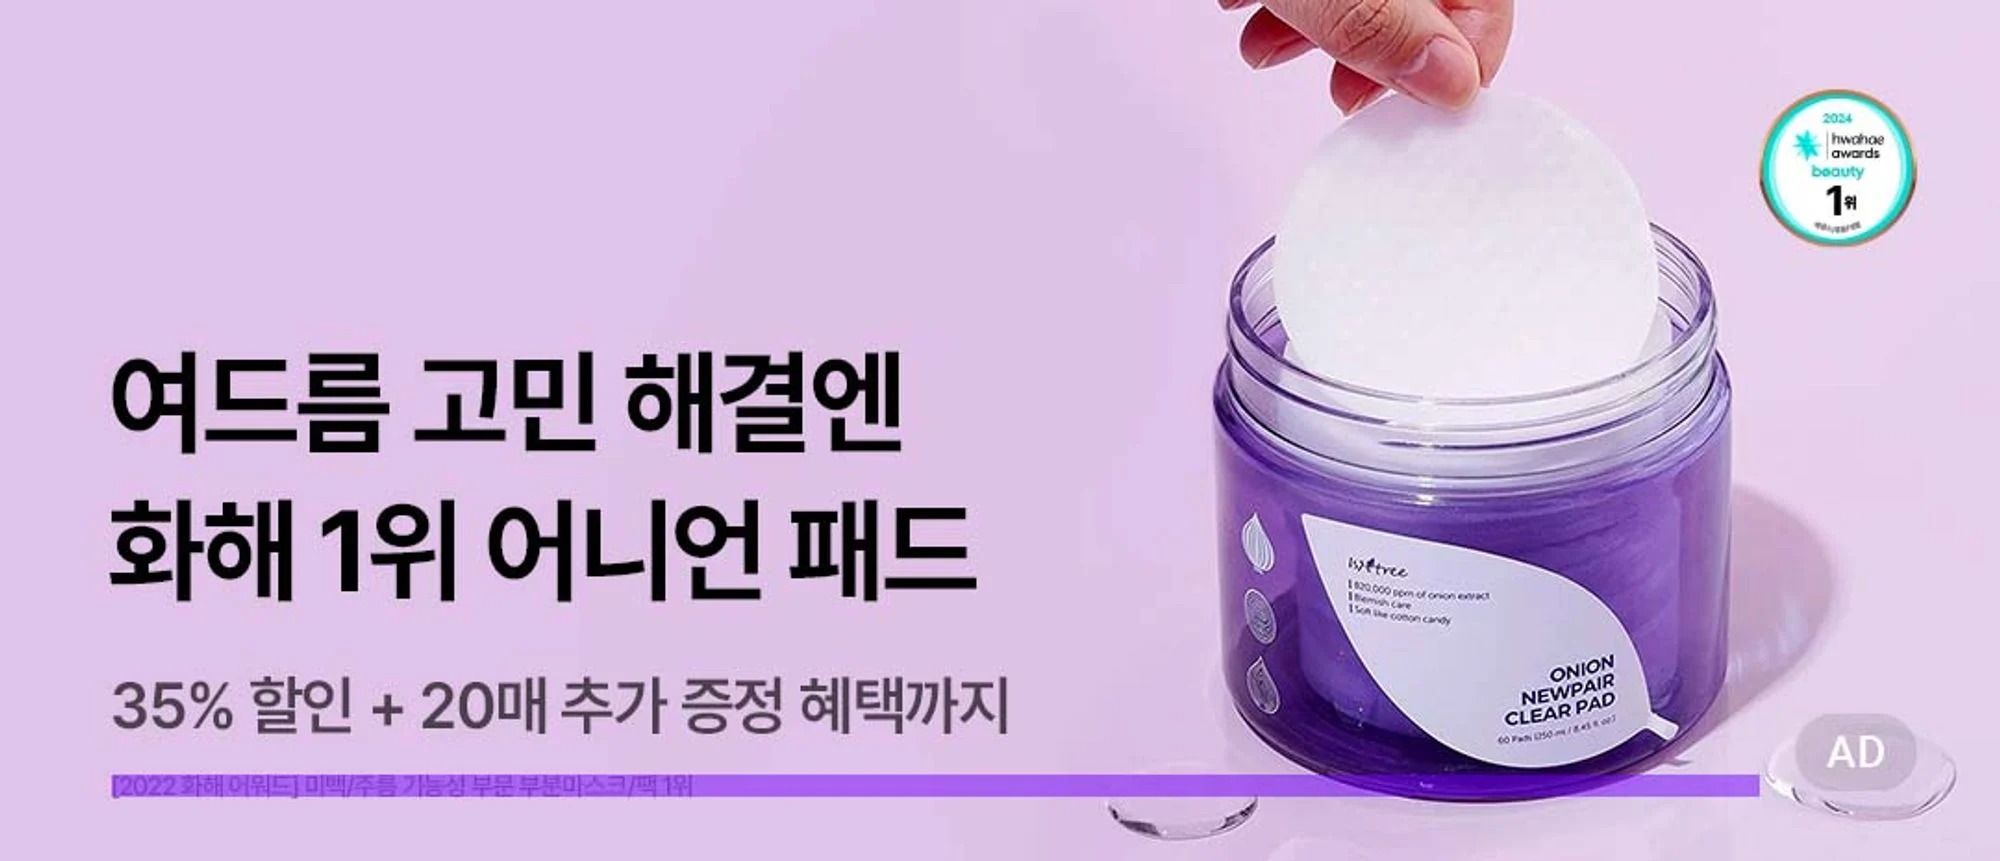 여드름 고민 해결엔
화해 1위 어니언 패드
35% 할인 + 20매 추가 증정 혜택까지
[2022 화해 어워드] 미백/주름 기능성 부문 부분마스크/팩 1위
2024
hwahae
awards
beauty
1위
Isntree
820,000 ppm of onion extract
Blemish care
Soft like cotton candy
ONION
NEWPAIR
CLEAR PAD
60 Pads (250 ml / 8.45 fl. oz.)
AD